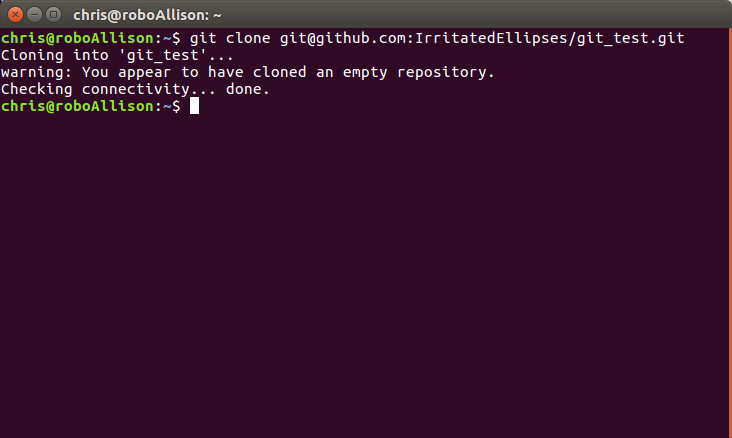 chris@roboAllison: ~
chris@roboAllison:~$ git clone git@github.com:IrritatedEllipses/git_test.git
Cloning into 'git_test'...
warning: You appear to have cloned an empty repository.
Checking connectivity... done.
chris@roboAllison:~$